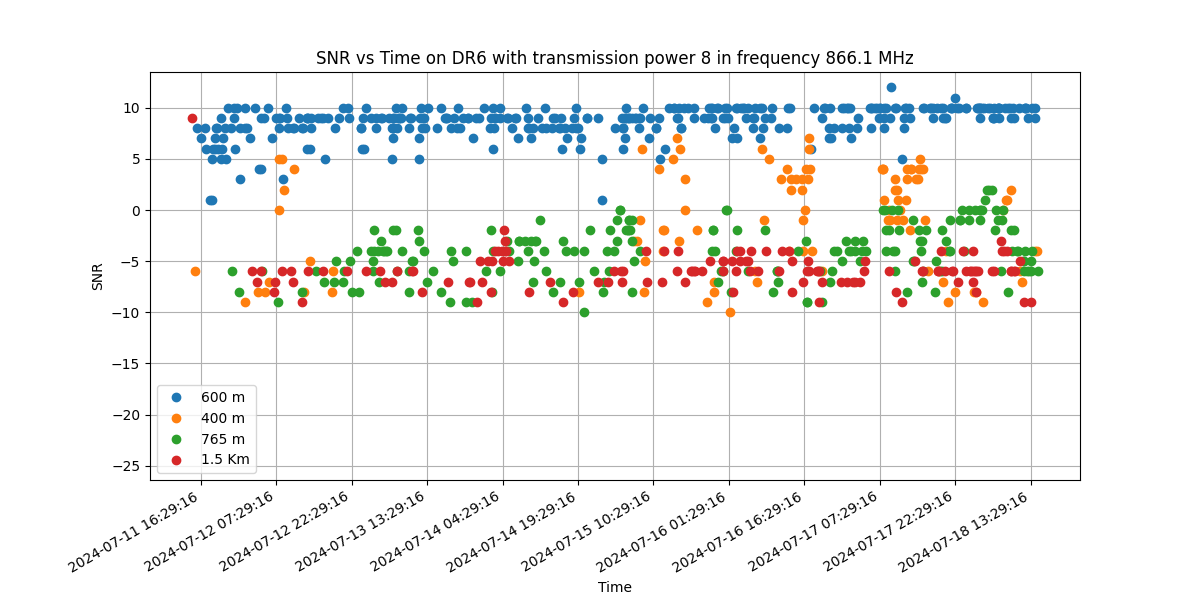 SNR vs Time on DR6 with transmission power 8 in frequency 866.1 MHz
10
5
0
−5
−10
−15
−20
−25
SNR
600 m
400 m
765 m
1.5 Km
2024-07-11 16:29:16
2024-07-12 07:29:16
2024-07-12 22:29:16
2024-07-13 13:29:16
2024-07-14 04:29:16
2024-07-14 19:29:16
2024-07-15 10:29:16
2024-07-16 01:29:16
2024-07-16 16:29:16
2024-07-17 07:29:16
2024-07-17 22:29:16
2024-07-18 13:29:16
Time